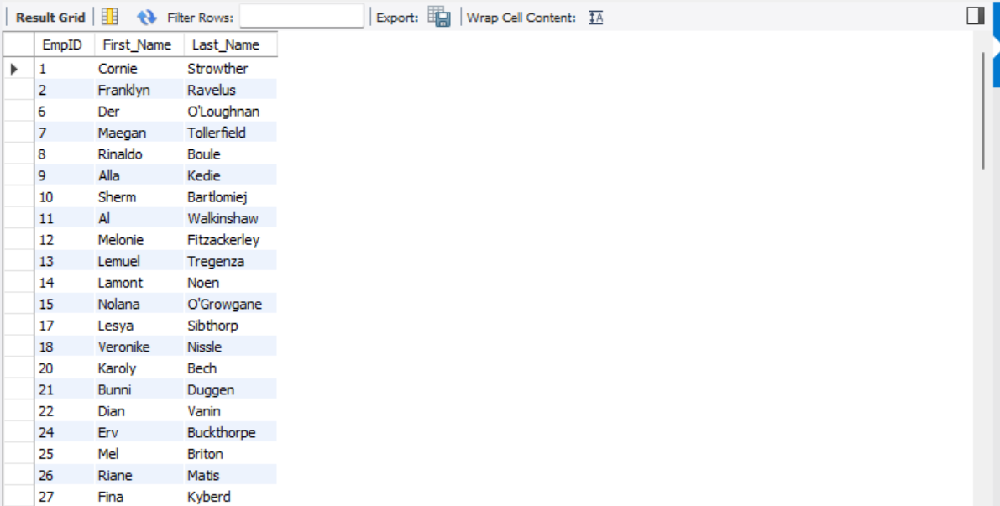 Result Grid Filter Rows: Export: Wrap Cell Content: IA
EmpID First_Name Last_Name
1 Cornie Strowther
2 Franklyn Ravelus
6 Der O'Loughnan
7 Maegan Tollerfield
8 Rinaldo Boule
9 Alla Kedie
10 Sherm Bartlomiej
11 Al Walkinshaw
12 Melonie Fitzackerley
13 Lemuel Tregenza
14 Lamont Noen
15 Nolana O'Growgane
17 Lesya Sibthorp
18 Veronike Nissle
20 Karoly Bech
21 Bunni Duggen
22 Dian Vanin
24 Erv Buckthorpe
25 Mel Briton
26 Riane Matis
27 Fina Kyberd